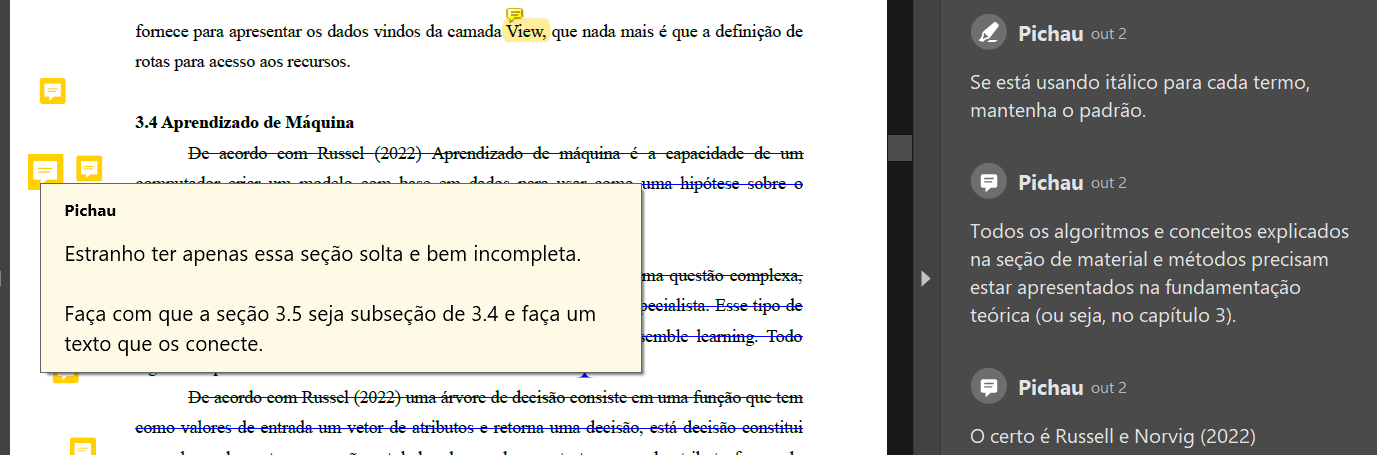 fornece para apresentar os dados vindos da camada View, que nada mais é que a definição de
rotas para acesso aos recursos.
3.4 Aprendizado de Máquina
De acordo com Russel (2022) Aprendizado de máquina é a capacidade de um
computador criar um modelo com base em dados para usar como uma hipótese sobre o
Pichau
Estranho ter apenas essa seção solta e bem incompleta.
Faça com que a seção 3.5 seja subseção de 3.4 e faça um
texto que os conecte.
ma questão complexa,
pecialista. Esse tipo de
semble learning. Todo
De acordo com Russel (2022) uma árvore de decisão consiste em uma função que tem
como valores de entrada um vetor de atributos e retorna uma decisão, está decisão constitui
Pichau out 2
Se está usando itálico para cada termo,
mantenha o padrão.
Pichau out 2
Todos os algoritmos e conceitos explicados
na seção de material e métodos precisam
estar apresentados na fundamentação
teórica (ou seja, no capítulo 3).
Pichau out 2
O certo é Russell e Norvig (2022)